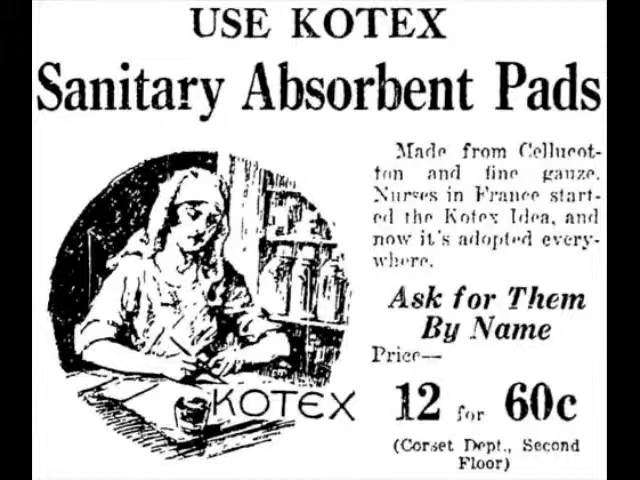 USE KOTEX
Sanitary Absorbent Pads
Made from Cellucot-
ton and fine gauze.
Nurses in France start-
ed the Kotex Idea, and
now it's adopted every-
where.
Ask for Them
By Name
Price—
12 for 60c
(Corset Dept., Second
Floor)
KOTEX